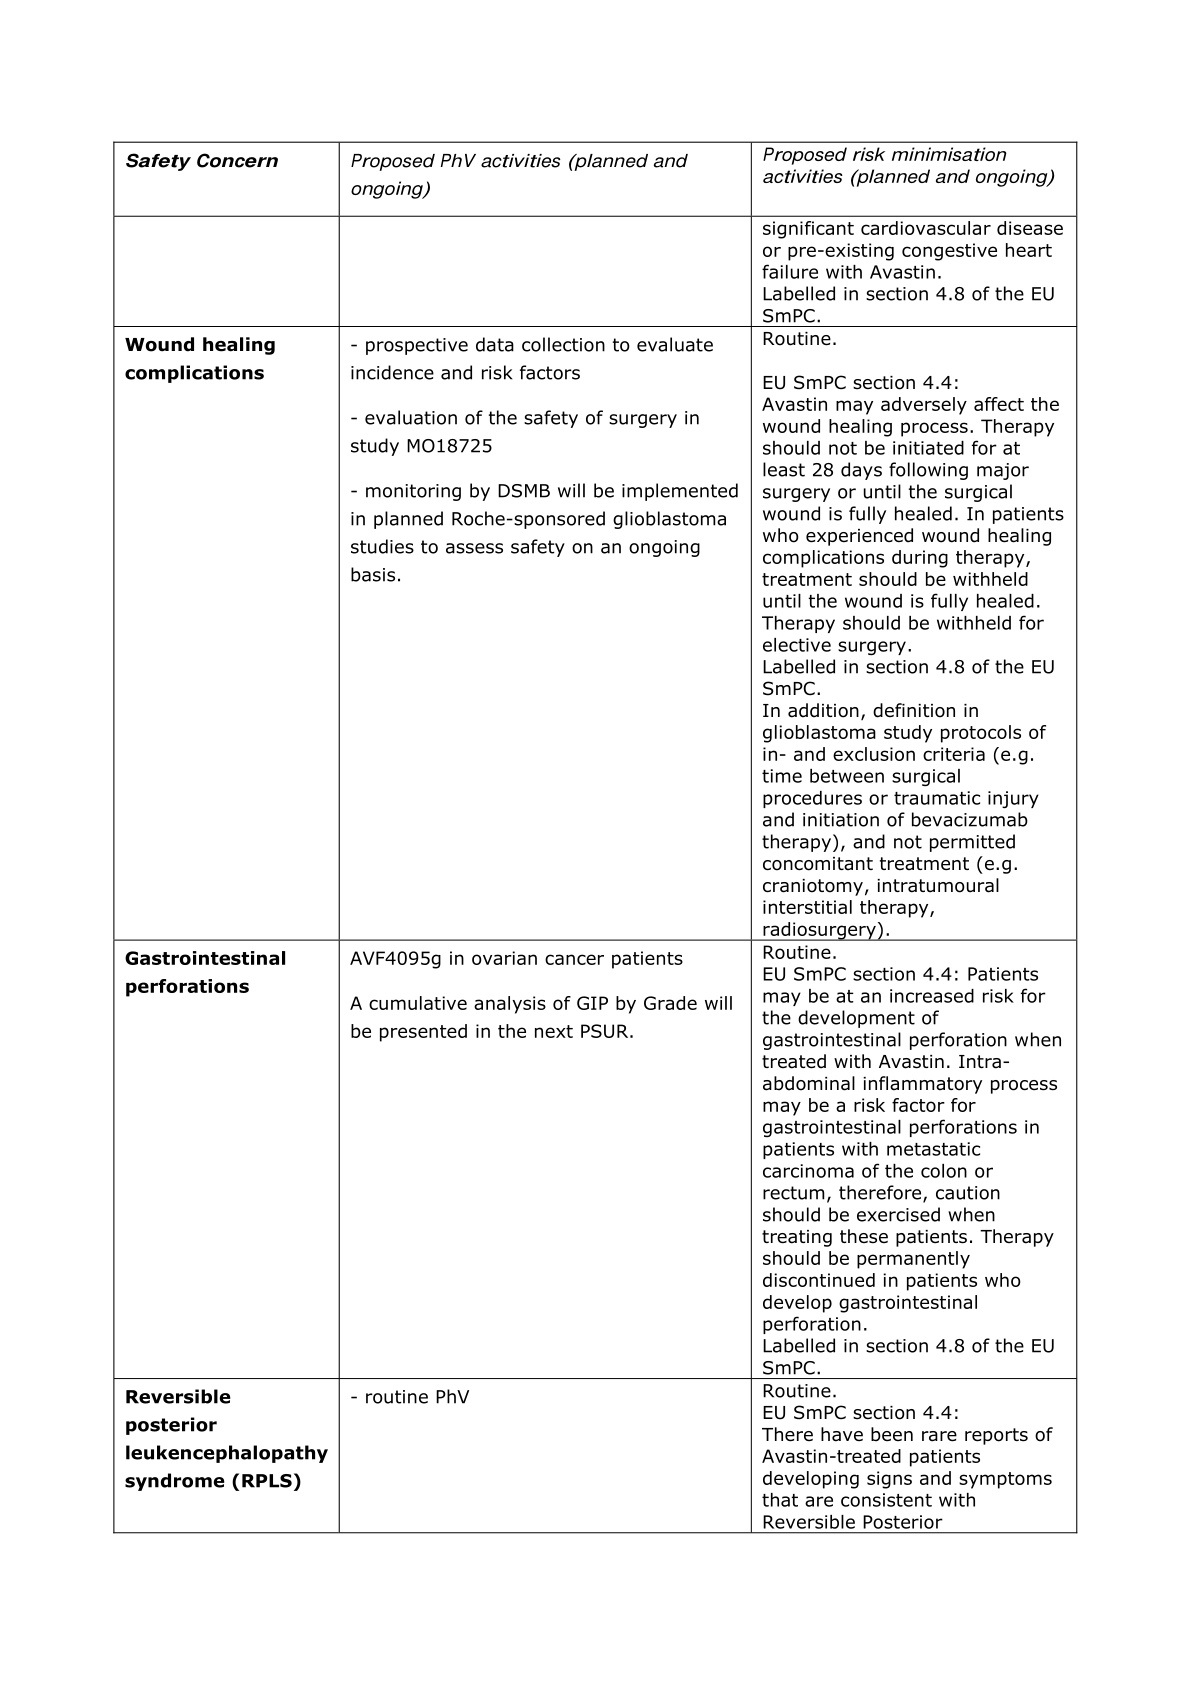 Safety Concern
Proposed PhV activities (planned and
ongoing)
Proposed risk minimisation
activities (planned and ongoing)
significant cardiovascular disease
or pre-existing congestive heart
failure with Avastin.
Labelled in section 4.8 of the EU
SmPC.
Wound healing
complications
- prospective data collection to evaluate
incidence and risk factors
- evaluation of the safety of surgery in
study MO18725
- monitoring by DSMB will be implemented
in planned Roche-sponsored glioblastoma
studies to assess safety on an ongoing
basis.
Routine.
EU SmPC section 4.4:
Avastin may adversely affect the
wound healing process. Therapy
should not be initiated for at
least 28 days following major
surgery or until the surgical
wound is fully healed. In patients
who experienced wound healing
complications during therapy,
treatment should be withheld
until the wound is fully healed.
Therapy should be withheld for
elective surgery.
Labelled in section 4.8 of the EU
SmPC.
In addition, definition in
glioblastoma study protocols of
in- and exclusion criteria (e.g.
time between surgical
procedures or traumatic injury
and initiation of bevacizumab
therapy), and not permitted
concomitant treatment (e.g.
craniotomy, intratumoural
interstitial therapy,
radiosurgery).
Gastrointestinal
perforations
AVF4095g in ovarian cancer patients
A cumulative analysis of GIP by Grade will
be presented in the next PSUR.
Routine.
EU SmPC section 4.4: Patients
may be at an increased risk for
the development of
gastrointestinal perforation when
treated with Avastin. Intra-
abdominal inflammatory process
may be a risk factor for
gastrointestinal perforations in
patients with metastatic
carcinoma of the colon or
rectum, therefore, caution
should be exercised when
treating these patients. Therapy
should be permanently
discontinued in patients who
develop gastrointestinal
perforation.
Labelled in section 4.8 of the EU
SmPC.
Reversible
posterior
leukencephalopathy
syndrome (RPLS)
- routine PhV
Routine.
EU SmPC section 4.4:
There have been rare reports of
Avastin-treated patients
developing signs and symptoms
that are consistent with
Reversible Posterior